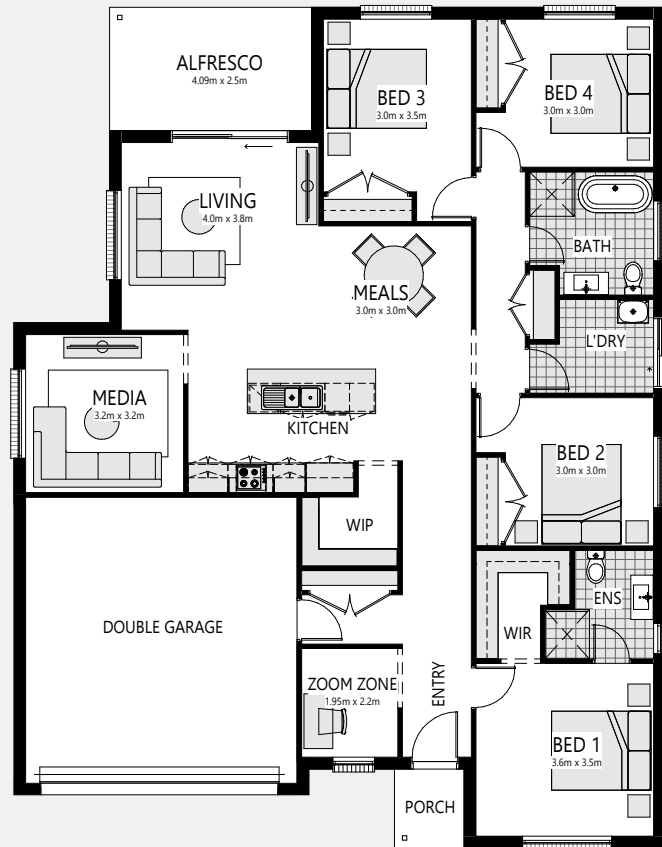 ALFRESCO
4.09m x 2.5m
BED 3
3.0m x 3.5m
BED 4
3.0m x 3.0m
LIVING
4.0m x 3.8m
BATH
MEALS
3.0m x 3.0m
L'DRY
MEDIA
3.2m x 3.2m
KITCHEN
BED 2
3.0m x 3.0m
WIP
ENS
WIR
DOUBLE GARAGE
ZOOM ZONE
1.95m x 2.2m
ENTRY
BED 1
3.6m x 3.5m
PORCH